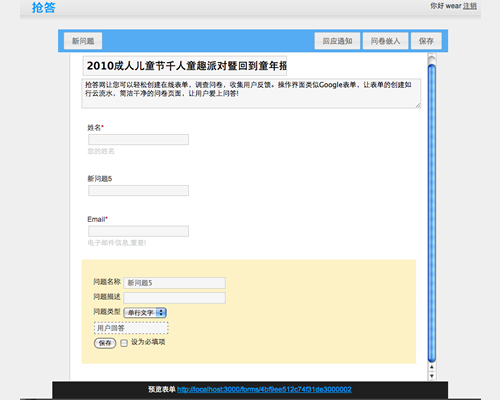 抢答
你好 wear 注销
新问题
回应通知
问卷嵌入
保存
2010成人儿童节千人童趣派对暨回到童年摇
抢答网让您可以轻松创建在线表单，调查问卷，收集用户反馈。操作界面类似Google表单，让表单的创建如
行云流水，简洁干净的问卷页面，让用户爱上问答!
姓名*
您的姓名
新问题5
Email*
电子邮件信息,重要!
问题名称 新问题5
问题描述
问题类型 单行文字
用户回答
保存 设为必填项
预览表单 http://localhost:3000/forms/4bf9ee512c74f31de3000002